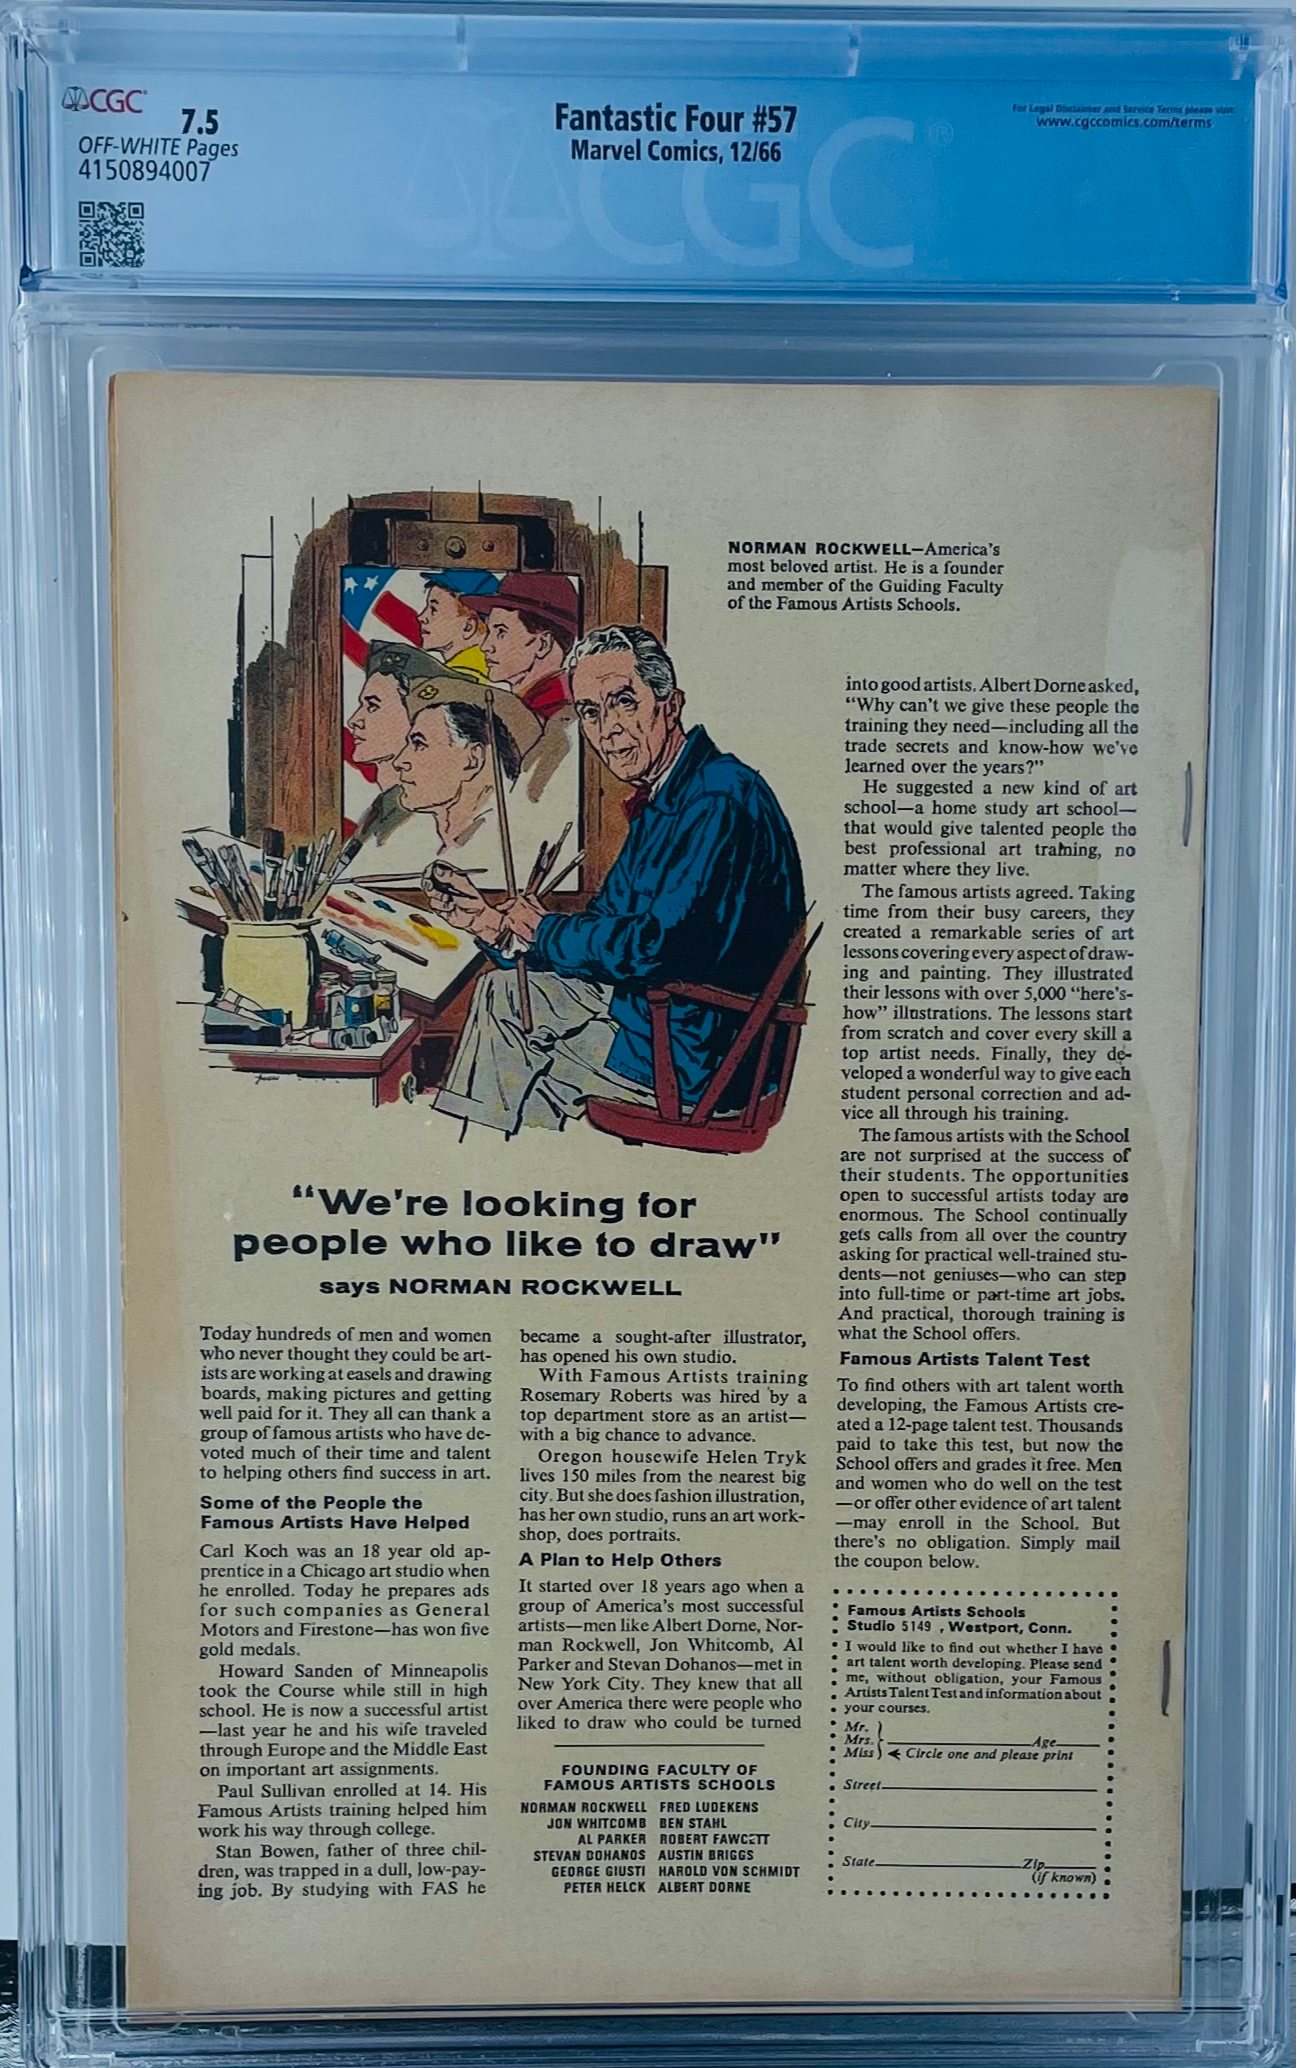 CGC
7.5
OFF-WHITE Pages
4150894007
Fantastic Four #57
Marvel Comics, 12/66
For Legal Disclaimer and Service Terms please visit:
www.cgccomics.com/terms
CGC
NORMAN ROCKWELL—America's
most beloved artist. He is a founder
and member of the Guiding Faculty
of the Famous Artists Schools.
"We're looking for
people who like to draw"
says NORMAN ROCKWELL
Today hundreds of men and women
who never thought they could be art-
ists are working at easels and drawing
boards, making pictures and getting
well paid for it. They all can thank a
group of famous artists who have de-
voted much of their time and talent
to helping others find success in art.
Some of the People the
Famous Artists Have Helped
Carl Koch was an 18 year old ap-
prentice in a Chicago art studio when
he enrolled. Today he prepares ads
for such companies as General
Motors and Firestone—has won five
gold medals.
Howard Sanden of Minneapolis
took the Course while still in high
school. He is now a successful artist
—last year he and his wife traveled
through Europe and the Middle East
on important art assignments.
Paul Sullivan enrolled at 14. His
Famous Artists training helped him
work his way through college.
Stan Bowen, father of three chil-
dren, was trapped in a dull, low-pay-
ing job. By studying with FAS he
became a sought-after illustrator,
has opened his own studio.
With Famous Artists training
Rosemary Roberts was hired by a
top department store as an artist—
with a big chance to advance.
Oregon housewife Helen Tryk
lives 150 miles from the nearest big
city. But she does fashion illustration,
has her own studio, runs an art work-
shop, does portraits.
A Plan to Help Others
It started over 18 years ago when a
group of America's most successful
artists—men like Albert Dorne, Nor-
man Rockwell, Jon Whitcomb, Al
Parker and Stevan Dohanos—met in
New York City. They knew that all
over America there were people who
liked to draw who could be turned
FOUNDING FACULTY OF
FAMOUS ARTISTS SCHOOLS
NORMAN ROCKWELL FRED LUDEKENS
JON WHITCOMB BEN STAHL
AL PARKER ROBERT FAWCETT
STEVAN DOHANOS AUSTIN BRIGGS
GEORGE GIUSTI HAROLD VON SCHMIDT
PETER HELCK ALBERT DORNE
into good artists. Albert Dorne asked,
"Why can't we give these people the
training they need—including all the
trade secrets and know-how we've
learned over the years?"
He suggested a new kind of art
school—a home study art school—
that would give talented people the
best professional art training, no
matter where they live.
The famous artists agreed. Taking
time from their busy careers, they
created a remarkable series of art
lessons covering every aspect of draw-
ing and painting. They illustrated
their lessons with over 5,000 "here's-
how" illnstrations. The lessons start
from scratch and cover every skill a
top artist needs. Finally, they de-
veloped a wonderful way to give each
student personal correction and ad-
vice all through his training.
The famous artists with the School
are not surprised at the success of
their students. The opportunities
open to successful artists today are
enormous. The School continually
gets calls from all over the country
asking for practical well-trained stu-
dents—not geniuses—who can step
into full-time or part-time art jobs.
And practical, thorough training is
what the School offers.
Famous Artists Talent Test
To find others with art talent worth
developing, the Famous Artists cre-
ated a 12-page talent test. Thousands
paid to take this test, but now the
School offers and grades it free. Men
and women who do well on the test
—or offer other evidence of art talent
—may enroll in the School. But
there's no obligation. Simply mail
the coupon below.
Famous Artists Schools
Studio 5149 , Westport, Conn.
I would like to find out whether I have
art talent worth developing. Please send
me, without obligation, your Famous
Artists Talent Test and information about
your courses.
Mr.
Mrs. Age
Miss Circle one and please print
Street
City
State Zip
(if known)